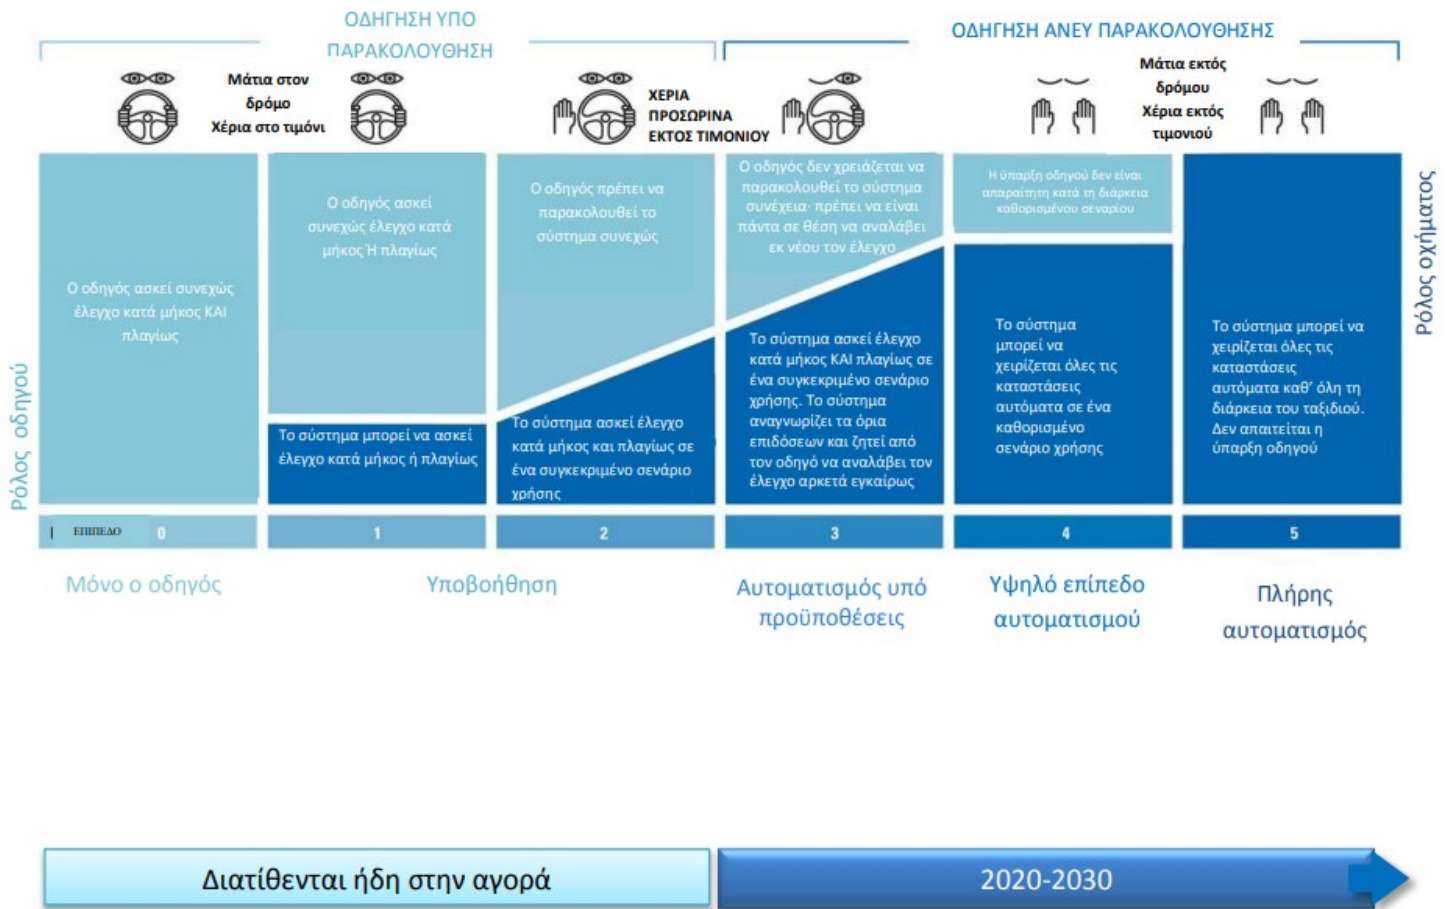 ΟΔΗΓΗΣΗ ΥΠΟ
ΠΑΡΑΚΟΛΟΥΘΗΣΗ
ΟΔΗΓΗΣΗ ΑΝΕΥ ΠΑΡΑΚΟΛΟΥΘΗΣΗΣ
Μάτια στον
δρόμο
Χέρια στο τιμόνι
ΧΕΡΙΑ
ΠΡΟΣΩΡΙΝΑ
ΕΚΤΟΣ ΤΙΜΟΝΙΟΥ
Μάτια εκτός
δρόμου
Χέρια εκτός
τιμονιού
Ρόλος οδηγού
Ο οδηγός ασκεί συνεχώς
έλεγχο κατά μήκος ΚΑΙ
πλαγίως
Ο οδηγός ασκεί
συνεχώς έλεγχο κατά
μήκος Ή πλαγίως
Το σύστημα μπορεί να ασκεί
έλεγχο κατά μήκος ή πλαγίως
Ο οδηγός πρέπει να
παρακολουθεί το
σύστημα συνεχώς
Το σύστημα ασκεί έλεγχο
κατά μήκος και πλαγίως σε
ένα συγκεκριμένο σενάριο
χρήσης
Ο οδηγός δεν χρειάζεται να
παρακολουθεί το σύστημα
συνέχεια· πρέπει να είναι
πάντα σε θέση να αναλάβει
εκ νέου τον έλεγχο
Το σύστημα ασκεί έλεγχο
κατά μήκος ΚΑΙ πλαγίως σε
ένα συγκεκριμένο σενάριο
χρήσης. Το σύστημα
αναγνωρίζει τα όρια
επιδόσεων και ζητεί από
τον οδηγό να αναλάβει τον
έλεγχο αρκετά εγκαίρως
Η ύπαρξη οδηγού δεν είναι
απαραίτητη κατά τη διάρκεια
καθορισμένου σεναρίου
Το σύστημα
μπορεί να
χειρίζεται όλες τις
καταστάσεις
αυτόματα σε ένα
καθορισμένο
σενάριο χρήσης
Το σύστημα μπορεί να
χειρίζεται όλες τις
καταστάσεις
αυτόματα καθ’ όλη τη
διάρκεια του ταξιδιού.
Δεν απαιτείται η
ύπαρξη οδηγού
Ρόλος οχήματος
ΕΠΙΠΕΔΟ 0 1 2 3 4 5
Μόνο ο οδηγός
Υποβοήθηση
Αυτοματισμός υπό
προϋποθέσεις
Υψηλό επίπεδο
αυτοματισμού
Πλήρης
αυτοματισμός
Διατίθενται ήδη στην αγορά
2020-2030